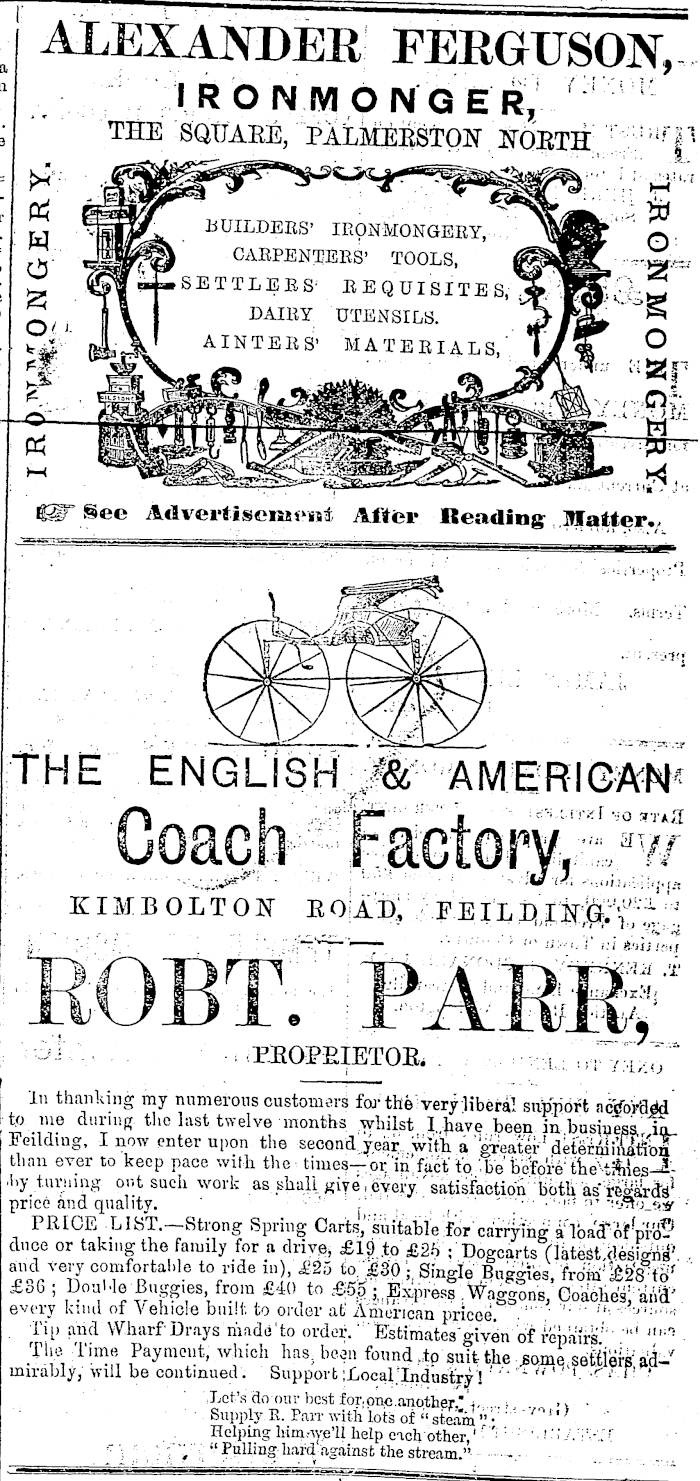 ALEXANDER FERGUSON,
IRONMONGER,
THE SQUARE, PALMERSTON NORTH
IRONMONGERY.
BUILDERS' IRONMONGERY,
CARPENTERS' TOOLS,
SETTLERS' REQUISITES,
DAIRY UTENSILS.
AINTERS' MATERIALS,
IRONMONGERY
☞ See Advertisement After Reading Matter.
THE ENGLISH & AMERICAN
Coach Factory,
KIMBOLTON ROAD, FEILDING.
ROBT. PARR,
PROPRIETOR.
In thanking my numerous customers for the very liberal support accorded
to me during the last twelve months whilst I have been in business in
Feilding, I now enter upon the second year with a greater determination
than ever to keep pace with the times—or in fact to be before the times—
by turning out such work as shall give every satisfaction both as regards
price and quality.
PRICE LIST.—Strong Spring Carts, suitable for carrying a load of pro-
duce or taking the family for a drive, £19 to £25 ; Dogcarts (latest designs
and very comfortable to ride in), £25 to £30 ; Single Buggies, from £28 to
£36 ; Double Buggies, from £40 to £55 ; Express Waggons, Coaches, and
every kind of Vehicle built to order at American pricee.
Tip and Wharf Drays made to order. Estimates given of repairs.
The Time Payment, which has been found to suit the some settlers ad-
mirably, will be continued. Support Local Industry!
Let's do our best for one another,
Supply R. Parr with lots of "steam".
Helping him we'll help each other,
"Pulling hard against the stream."